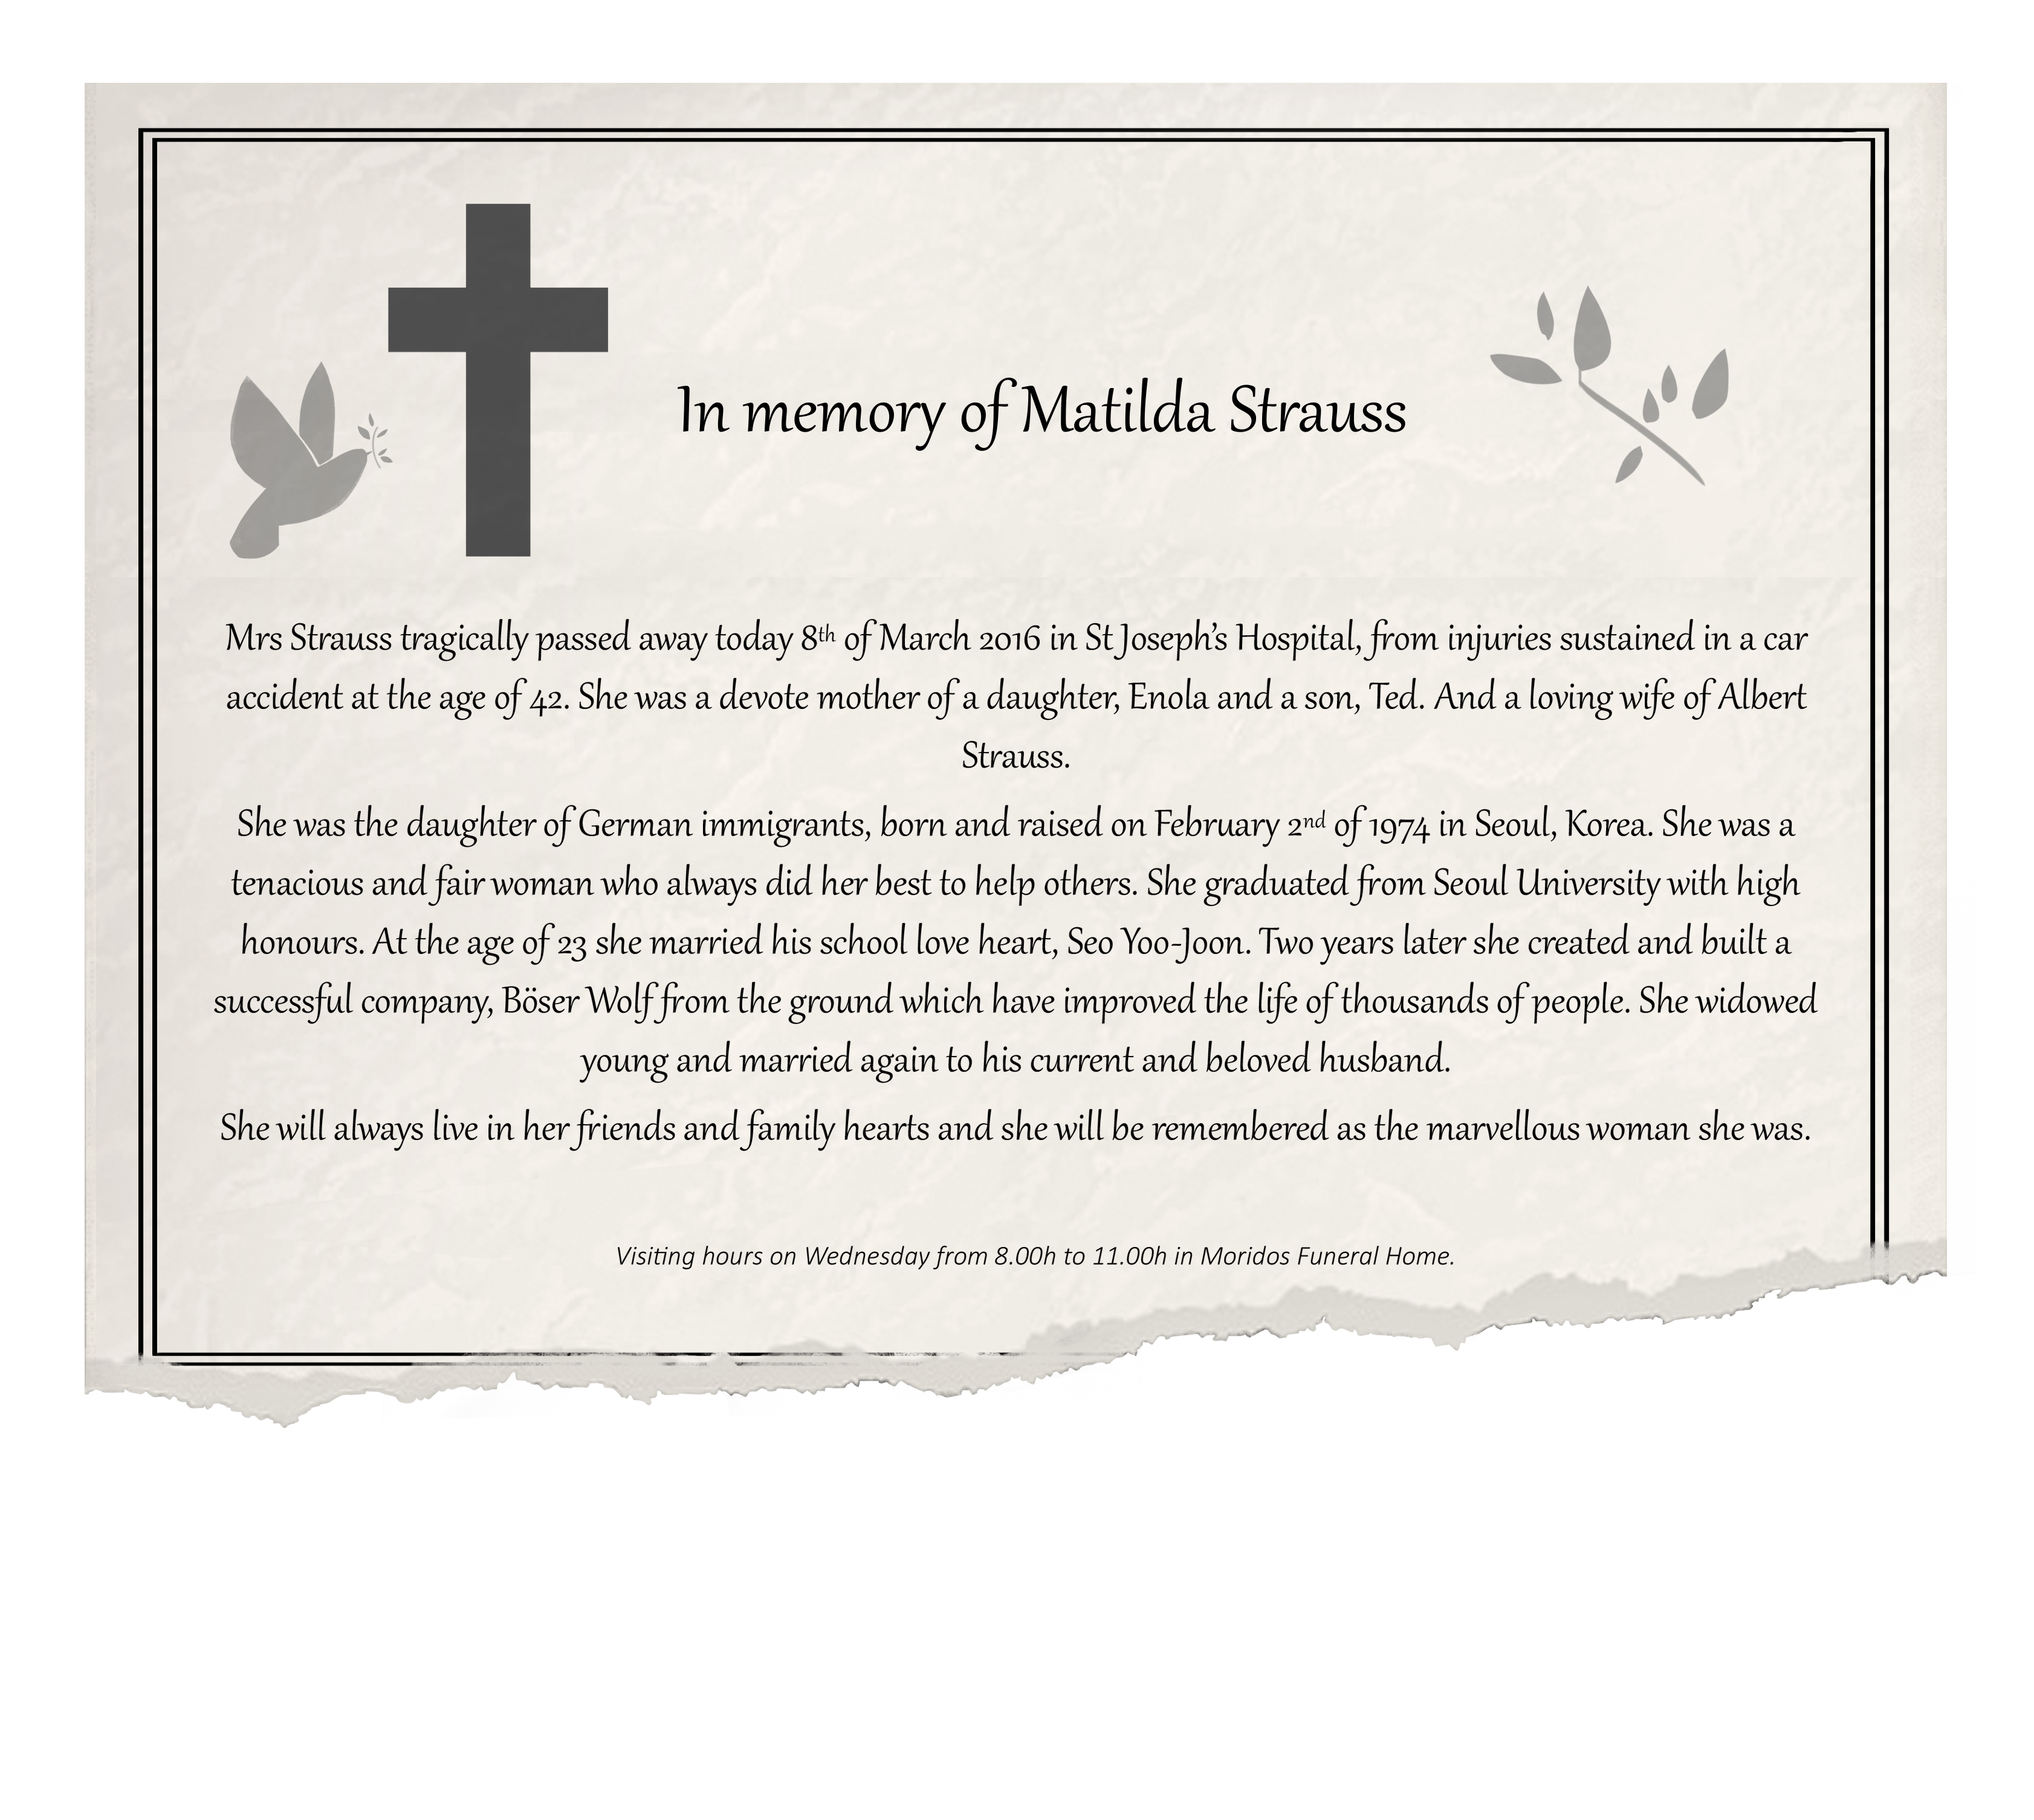 In memory of Matilda Strauss
Mrs Strauss tragically passed away today 8th of March 2016 in St Joseph's Hospital, from injuries sustained in a car
accident at the age of 42. She was a devote mother of a daughter, Enola and a son, Ted. And a loving wife of Albert
Strauss.
She was the daughter of German immigrants, born and raised on February 2nd of 1974 in Seoul, Korea. She was a
tenacious and fair woman who always did her best to help others. She graduated from Seoul University with high
honours. At the age of 23 she married his school love heart, Seo Yoo-Joon. Two years later she created and built a
successful company, Böser Wolf from the ground which have improved the life of thousands of people. She widowed
young and married again to his current and beloved husband.
She will always live in her friends and family hearts and she will be remembered as the marvellous woman she was.
Visiting hours on Wednesday from 8.00h to 11.00h in Moridos Funeral Home.